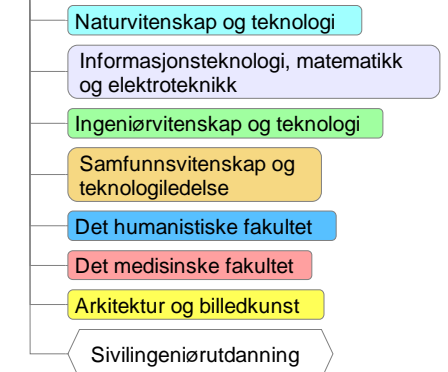 Naturvitenskap og teknologi
Informasjonsteknologi, matematikk
og elektroteknikk
Ingeniørvitenskap og teknologi
Samfunnsvitenskap og
teknologiledelse
Det humanistiske fakultet
Det medisinske fakultet
Arkitektur og billedkunst
Sivilingeniørutdanning